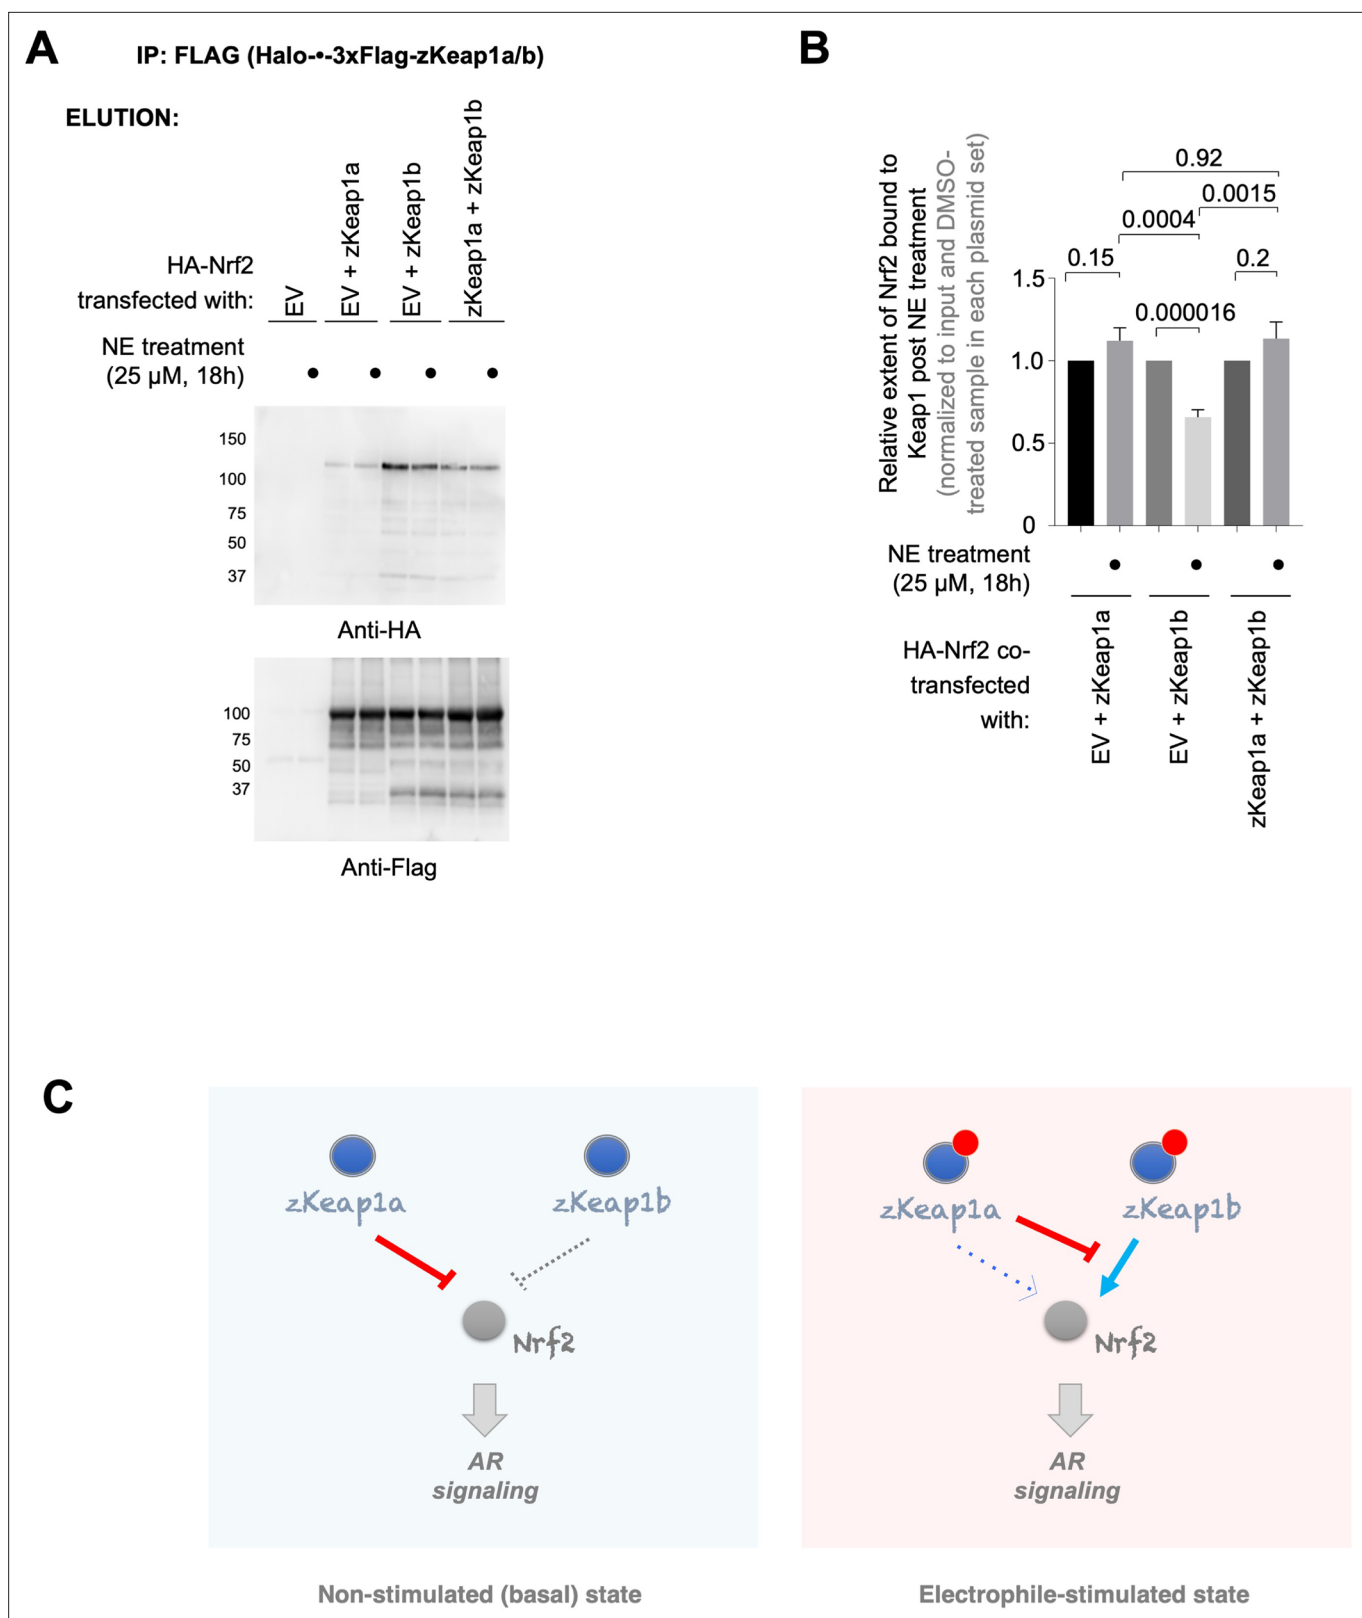 A
IP: FLAG (Halo-•-3xFlag-zKeap1a/b)
ELUTION:
HA-Nrf2
transfected with:
EV
EV + zKeap1a
EV + zKeap1b
zKeap1a + zKeap1b
NE treatment
(25 µM, 18h)
150
100
75
50
37
Anti-HA
100
75
50
37
Anti-Flag
B
Relative extent of Nrf2 bound to
Keap1 post NE treatment
(normalized to input and DMSO-
treated sample in each plasmid set)
0.92
0.0015
0.0004
0.15
0.2
0.000016
1.5
1.0
0.5
0
NE treatment
(25 µM, 18h)
HA-Nrf2 co-
transfected
with:
EV + zKeap1a
EV + zKeap1b
zKeap1a + zKeap1b
C
zKeap1a
zKeap1b
Nrf2
AR
signaling
Non-stimulated (basal) state
zKeap1a
zKeap1b
Nrf2
AR
signaling
Electrophile-stimulated state